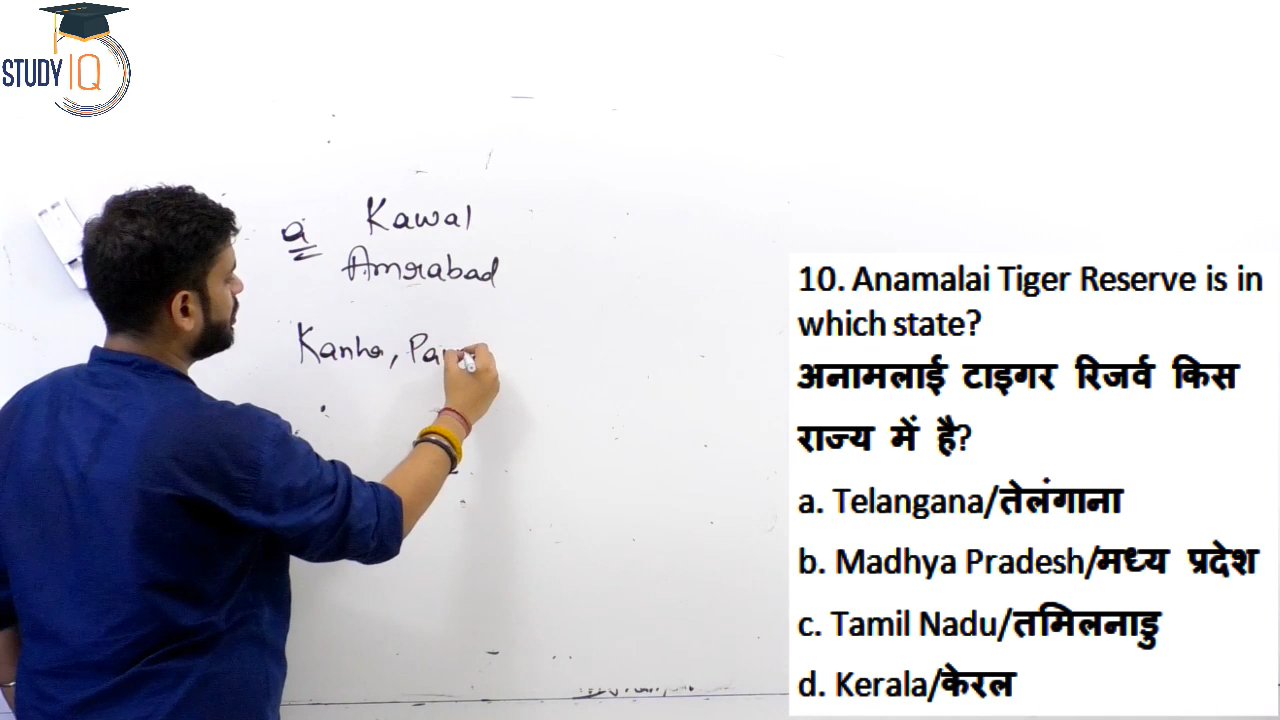 STUDY IQ
a Kawal
Amrabad
Kanha,
10. Anamalai Tiger Reserve is in
which state?
अनामलाई टाइगर रिजर्व किस
राज्य में है?
a. Telangana/तेलंगाना
b. Madhya Pradesh/मध्य प्रदेश
c. Tamil Nadu/तमिलनाडु
d. Kerala/केरल